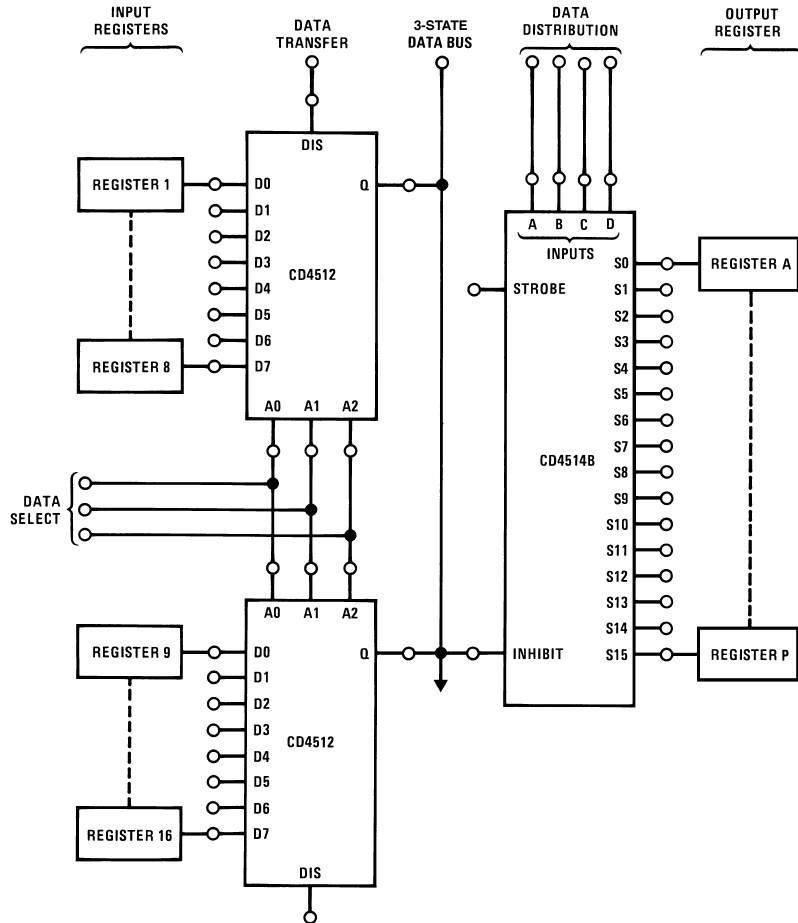 INPUT
REGISTERS
DATA
TRANSFER
3-STATE
DATA BUS
DATA
DISTRIBUTION
OUTPUT
REGISTER
DIS
REGISTER 1
D0
Q
D1
D2
D3
CD4512
D4
D5
D6
REGISTER 8
D7
A0 A1 A2
A B C D
INPUTS
STROBE
S0
REGISTER A
S1
S2
S3
S4
S5
S6
S7
CD4514B
S8
S9
S10
S11
S12
S13
S14
INHIBIT
S15
REGISTER P
DATA
SELECT
A0 A1 A2
REGISTER 9
D0
Q
D1
D2
D3
CD4512
D4
D5
D6
REGISTER 16
D7
DIS